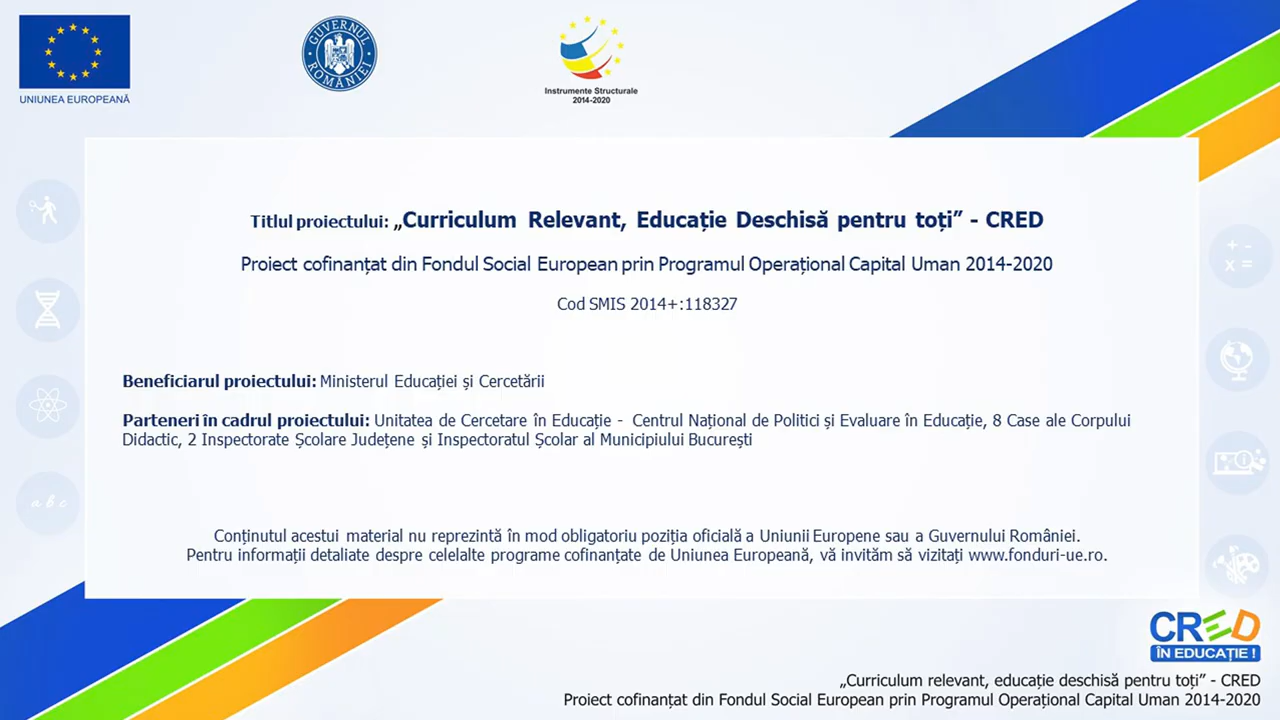 UNIUNEA EUROPEANĂ
GUVERNUL ROMÂNIEI
Instrumente Structurale
2014-2020
Titlul proiectului: „Curriculum Relevant, Educație Deschisă pentru toți” - CRED
Proiect cofinanțat din Fondul Social European prin Programul Operațional Capital Uman 2014-2020
Cod SMIS 2014+:118327
Beneficiarul proiectului: Ministerul Educației și Cercetării
Parteneri în cadrul proiectului: Unitatea de Cercetare în Educație - Centrul Național de Politici și Evaluare în Educație, 8 Case ale Corpului
Didactic, 2 Inspectorate Școlare Județene și Inspectoratul Școlar al Municipiului București
a b c
Conținutul acestui material nu reprezintă în mod obligatoriu poziția oficială a Uniunii Europene sau a Guvernului României.
Pentru informații detaliate despre celelalte programe cofinanțate de Uniunea Europeană, vă invităm să vizitați www.fonduri-ue.ro.
CRED
ÎN EDUCAȚIE !
„Curriculum relevant, educație deschisă pentru toți” - CRED
Proiect cofinanțat din Fondul Social European prin Programul Operațional Capital Uman 2014-2020